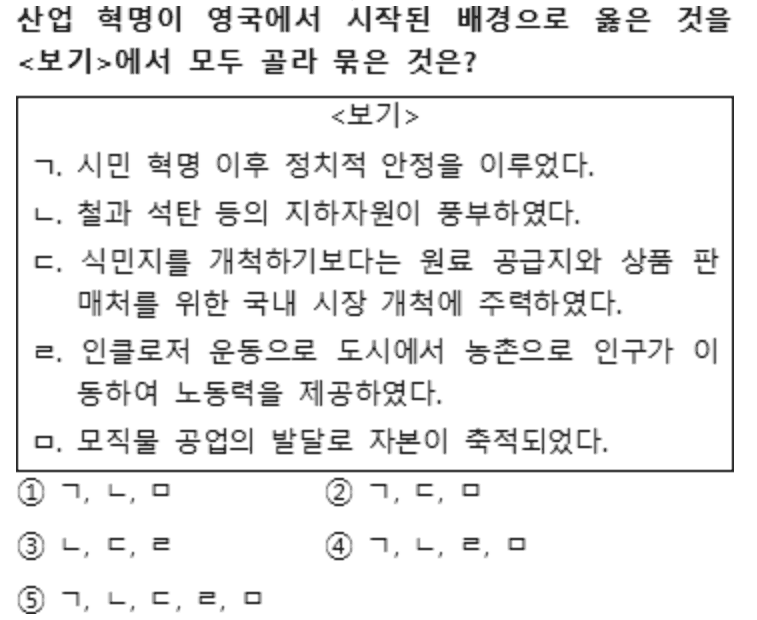 산업 혁명이 영국에서 시작된 배경으로 옳은 것을
<보기>에서 모두 골라 묶은 것은?
<보기>
ㄱ. 시민 혁명 이후 정치적 안정을 이루었다.
ㄴ. 철과 석탄 등의 지하자원이 풍부하였다.
ㄷ. 식민지를 개척하기보다는 원료 공급지와 상품 판
매처를 위한 국내 시장 개척에 주력하였다.
ㄹ. 인클로저 운동으로 도시에서 농촌으로 인구가 이
동하여 노동력을 제공하였다.
ㅁ. 모직물 공업의 발달로 자본이 축적되었다.
① ㄱ, ㄴ, ㅁ ② ㄱ, ㄷ, ㅁ
③ ㄴ, ㄷ, ㄹ ④ ㄱ, ㄴ, ㄹ, ㅁ
⑤ ㄱ, ㄴ, ㄷ, ㄹ, ㅁ